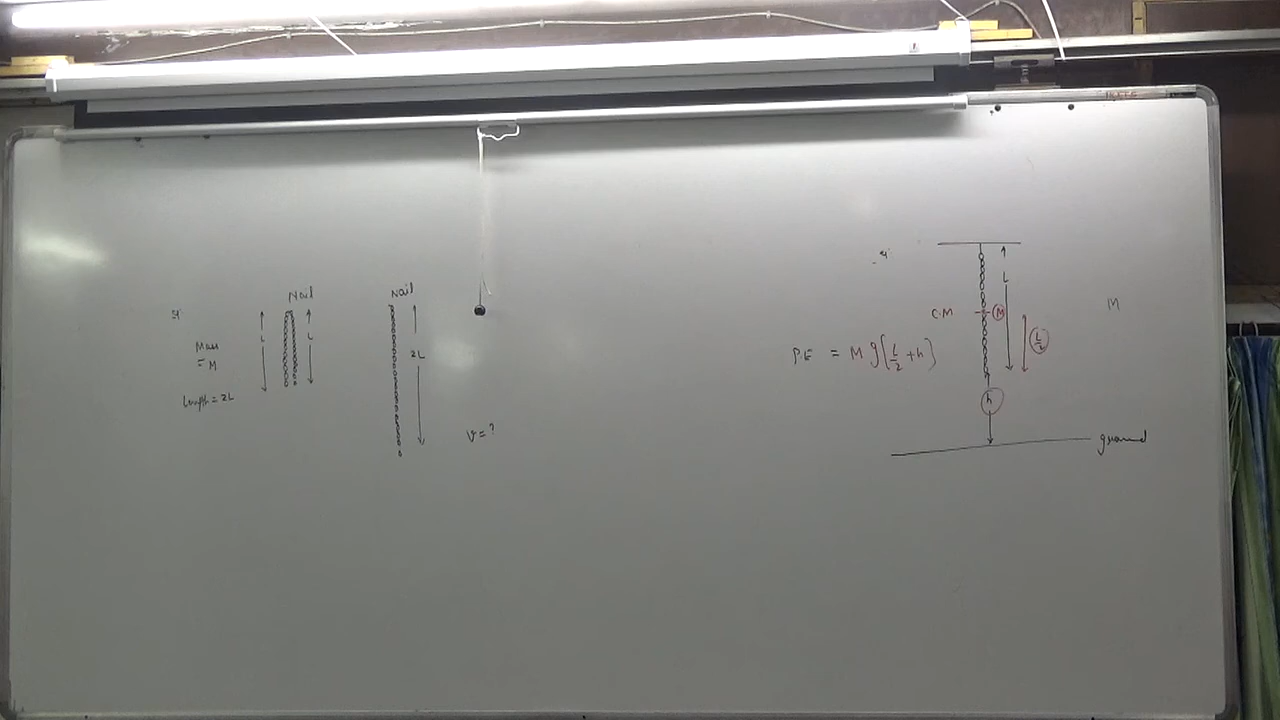 Nail
L
L
Mass
= M
Length = 2L
Nail
2L
v = ?
L
C.M
M
L/2
PE = Mg[L/2 + h]
h
ground
M